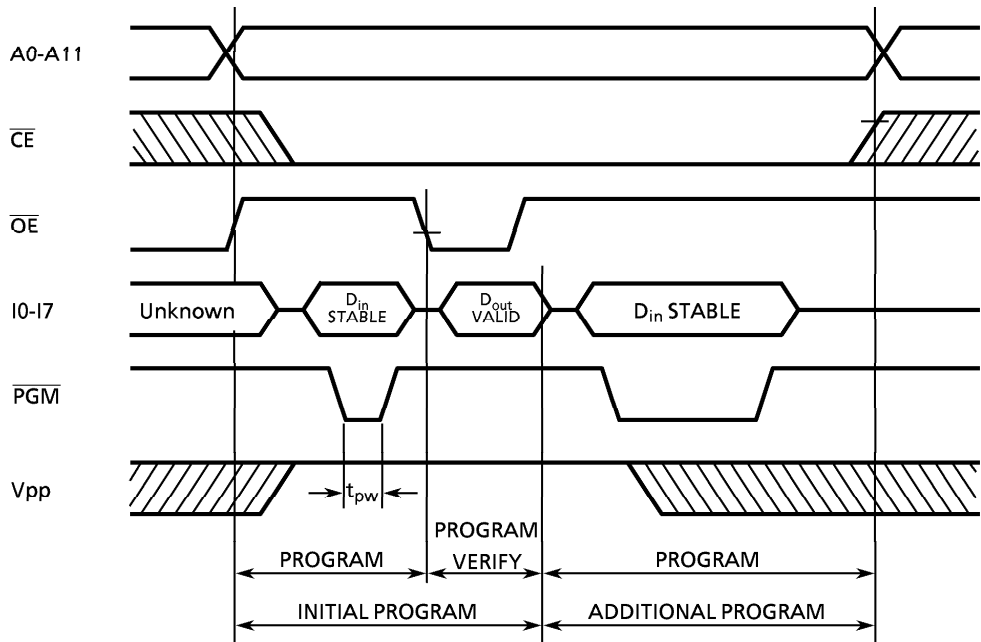 A0-A11
CE
OE
I0-I7
Unknown
Din
STABLE
Dout
VALID
Din STABLE
PGM
Vpp
tpw
PROGRAM
PROGRAM
VERIFY
PROGRAM
INITIAL PROGRAM
ADDITIONAL PROGRAM